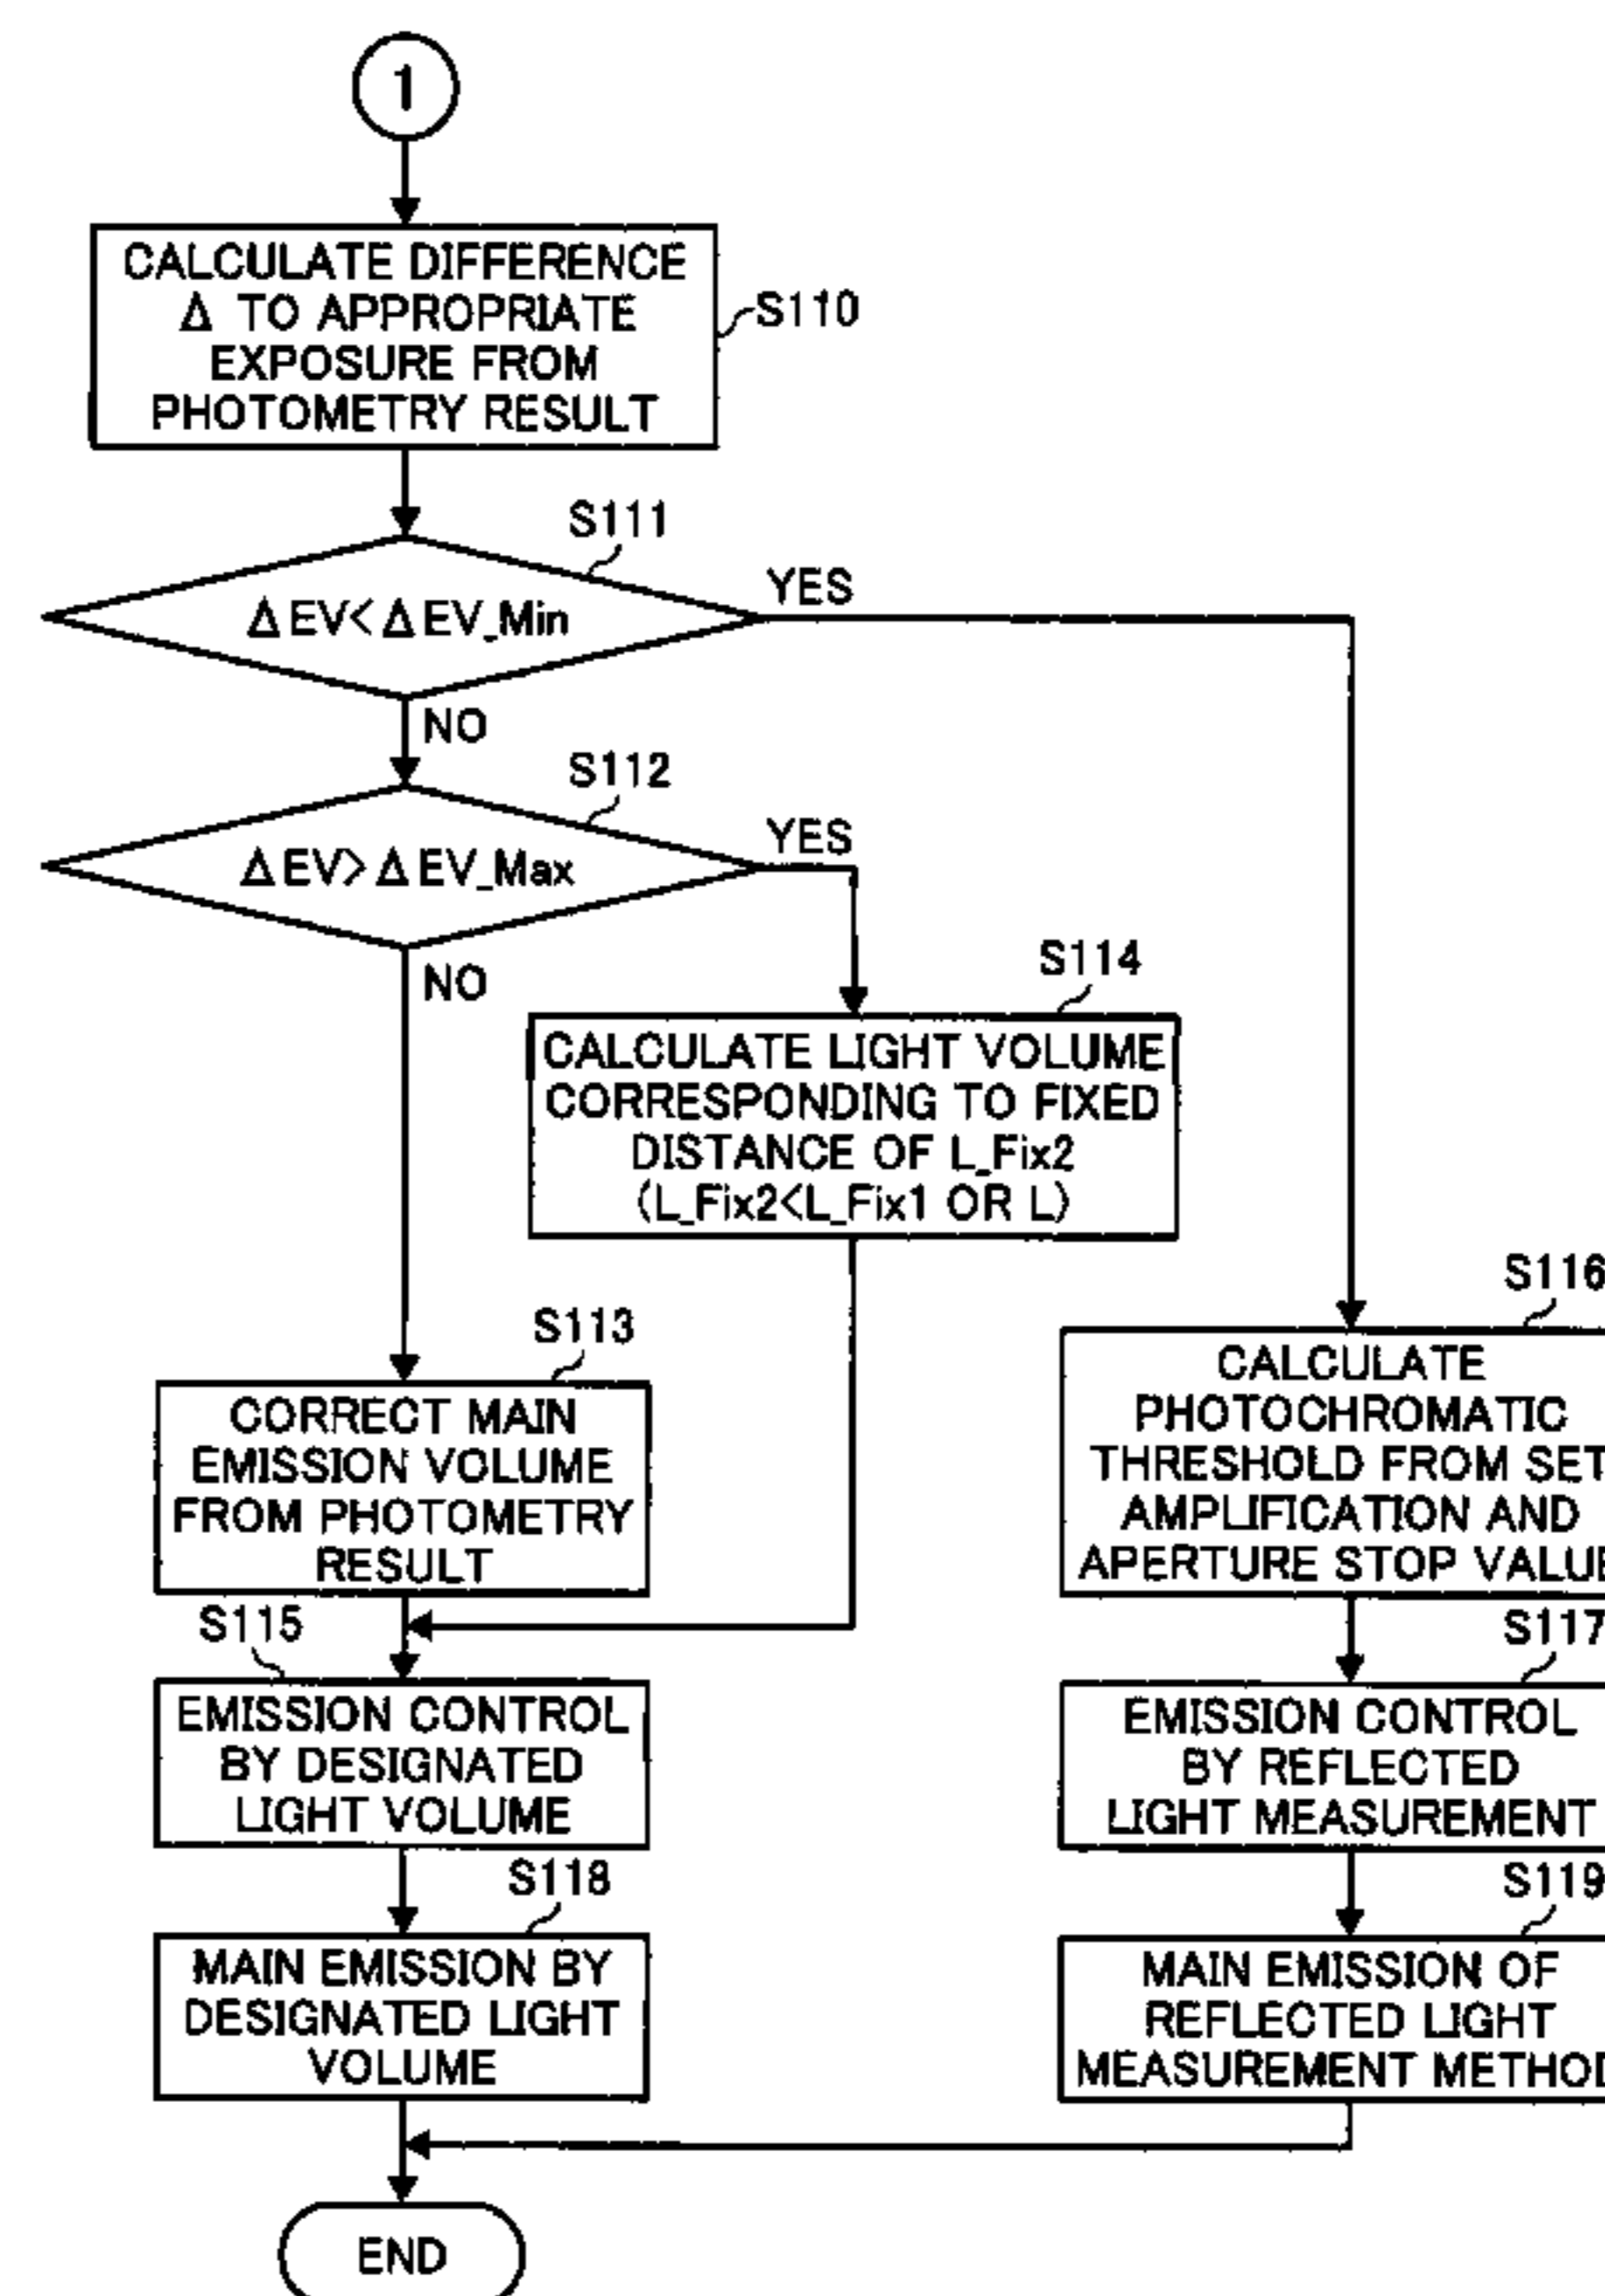 1
CALCULATE DIFFERENCE
Δ TO APPROPRIATE
EXPOSURE FROM
PHOTOMETRY RESULT
S110
S111
ΔEV<ΔEV_Min
YES
NO
S112
ΔEV>ΔEV_Max
YES
NO
S114
CALCULATE LIGHT VOLUME
CORRESPONDING TO FIXED
DISTANCE OF L_Fix2
(L_Fix2<L_Fix1 OR L)
S113
CORRECT MAIN
EMISSION VOLUME
FROM PHOTOMETRY
RESULT
S116
CALCULATE
PHOTOCHROMATIC
THRESHOLD FROM SET
AMPLIFICATION AND
APERTURE STOP VALUE
S115
EMISSION CONTROL
BY DESIGNATED
LIGHT VOLUME
S117
EMISSION CONTROL
BY REFLECTED
LIGHT MEASUREMENT
S118
MAIN EMISSION BY
DESIGNATED LIGHT
VOLUME
S119
MAIN EMISSION OF
REFLECTED LIGHT
MEASUREMENT METHOD
END